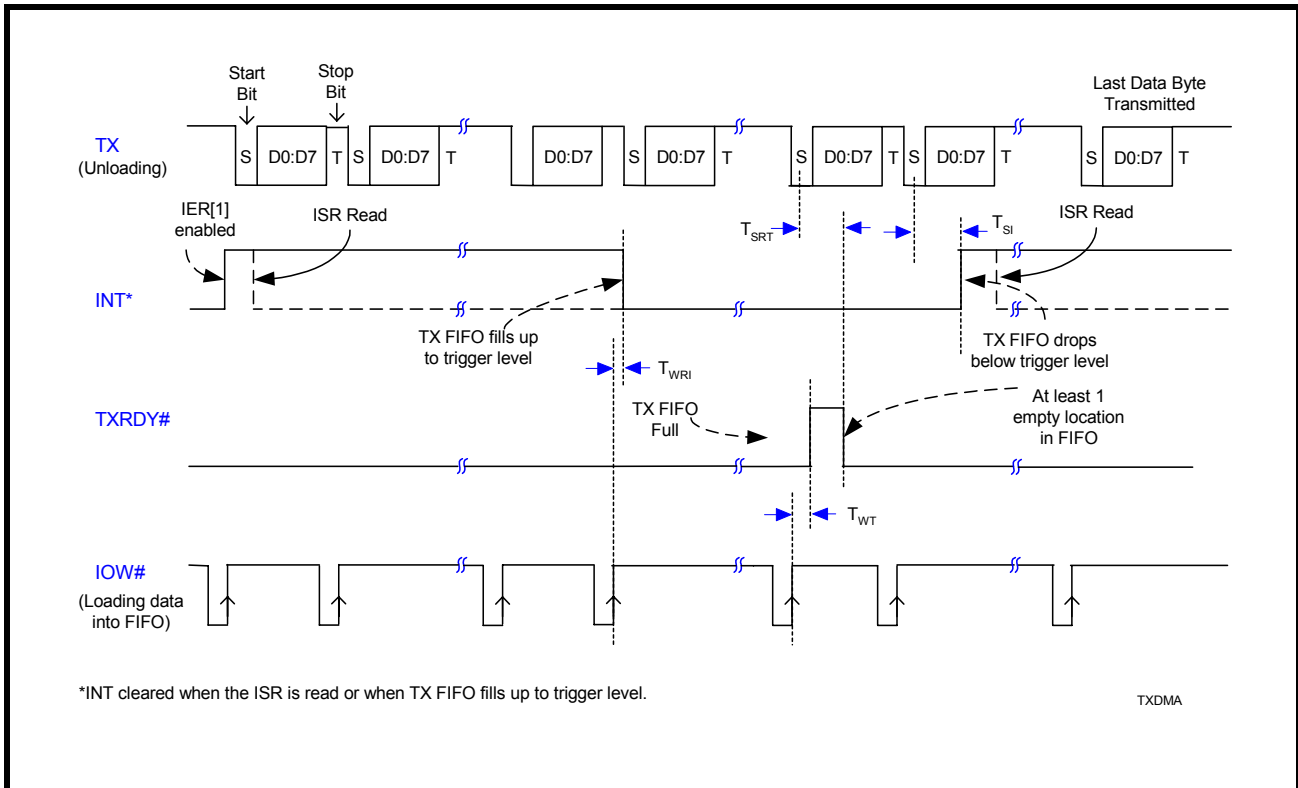 Start
Bit
Stop
Bit
Last Data Byte
Transmitted
TX
(Unloading)
S D0:D7 T S D0:D7 T D0:D7 S D0:D7 T S D0:D7 T S D0:D7 T S D0:D7 T
IER[1]
enabled
ISR Read
TSRT
TSI
ISR Read
INT*
TX FIFO fills up
to trigger level
TX FIFO drops
below trigger level
TWRI
TXRDY#
TX FIFO
Full
At least 1
empty location
in FIFO
TWT
IOW#
(Loading data
into FIFO)
*INT cleared when the ISR is read or when TX FIFO fills up to trigger level.
TXDMA